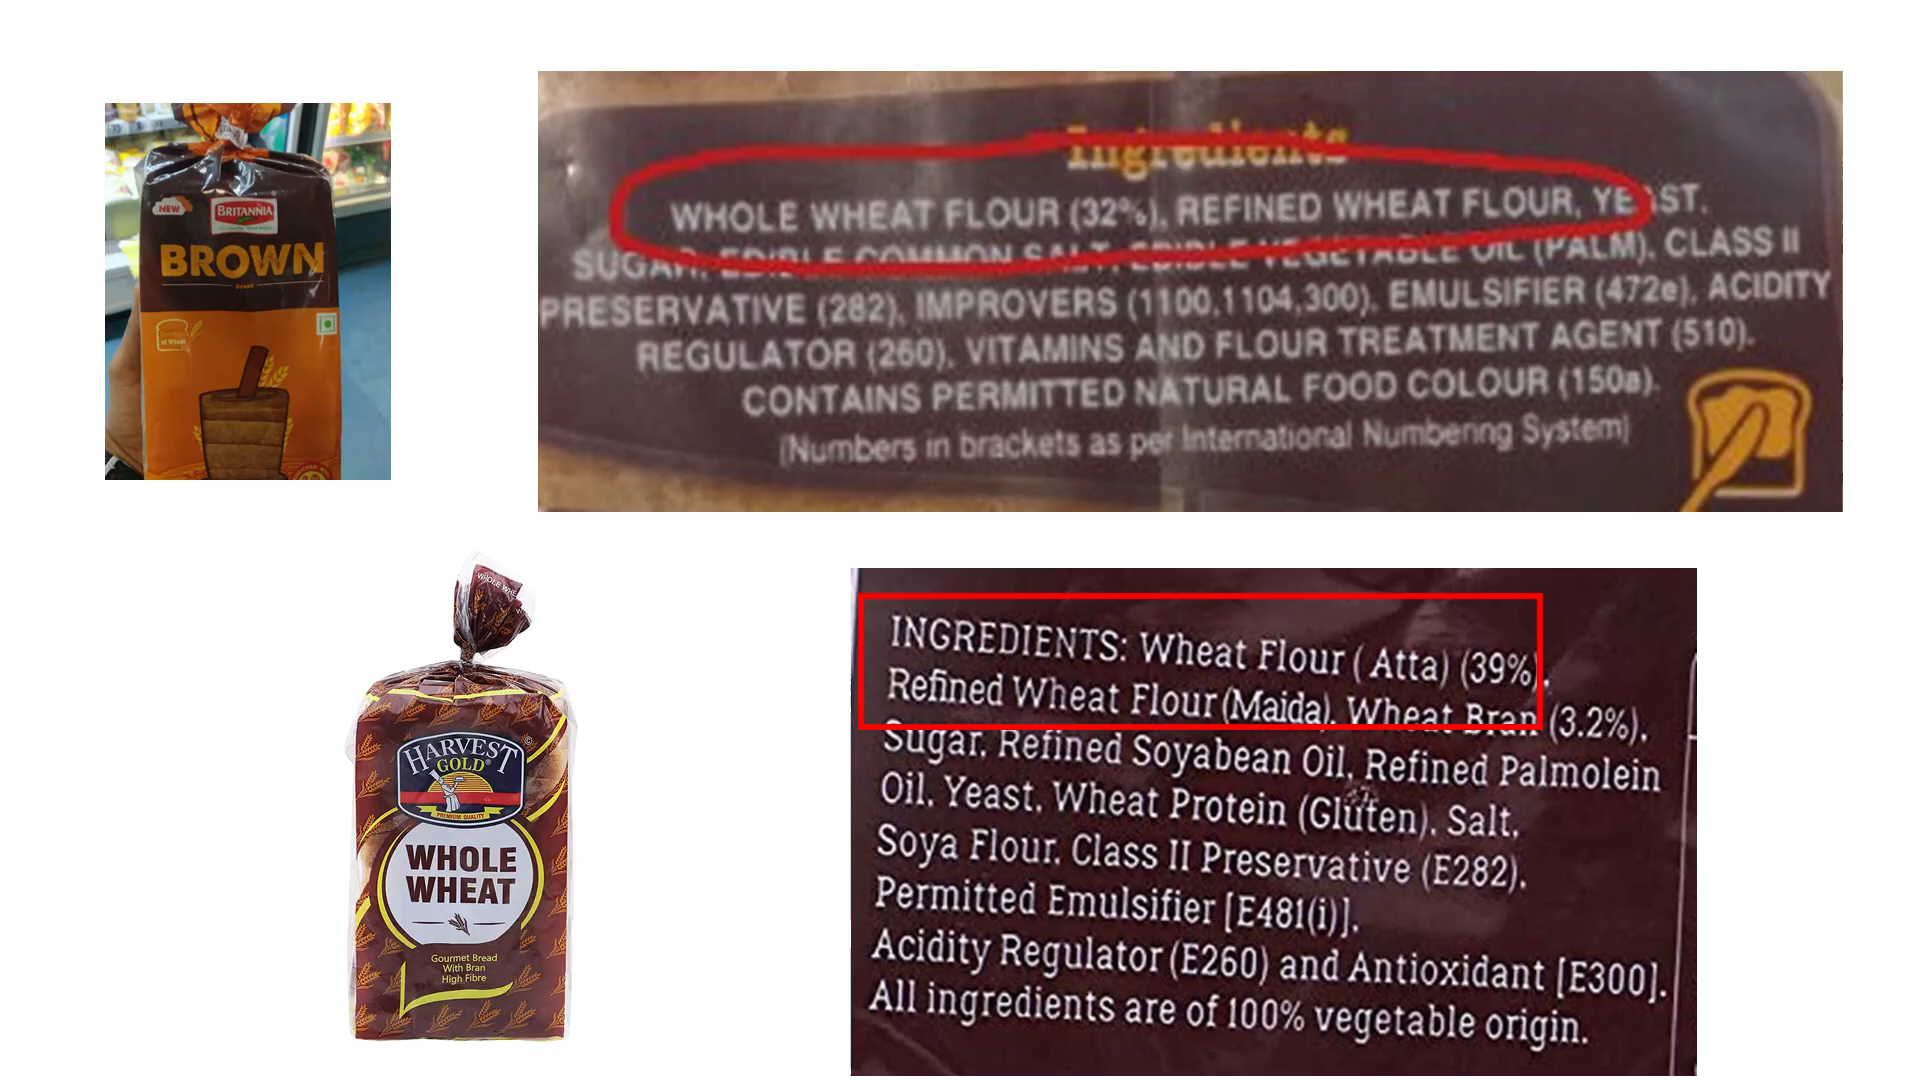 NEW
BRITANNIA
BROWN
Bread
of Wheat
Ingredients
WHOLE WHEAT FLOUR (32%), REFINED WHEAT FLOUR, YEAST,
SUGAR, EDIBLE COMMON SALT, EDIBLE VEGETABLE OIL (PALM), CLASS II
PRESERVATIVE (282), IMPROVERS (1100,1104,300), EMULSIFIER (472e), ACIDITY
REGULATOR (260), VITAMINS AND FLOUR TREATMENT AGENT (510).
CONTAINS PERMITTED NATURAL FOOD COLOUR (150a).
(Numbers in brackets as per International Numbering System)
WHOLE WHE
HARVEST
GOLD®
PREMIUM QUALITY
WHOLE
WHEAT
Gourmet Bread
With Bran
High Fibre
INGREDIENTS: Wheat Flour ( Atta) (39%),
Refined Wheat Flour (Maida), Wheat Bran (3.2%),
Sugar, Refined Soyabean Oil, Refined Palmolein
Oil, Yeast, Wheat Protein (Gluten), Salt,
Soya Flour, Class II Preservative (E282),
Permitted Emulsifier [E481(i)],
Acidity Regulator (E260) and Antioxidant [E300].
All ingredients are of 100% vegetable origin.